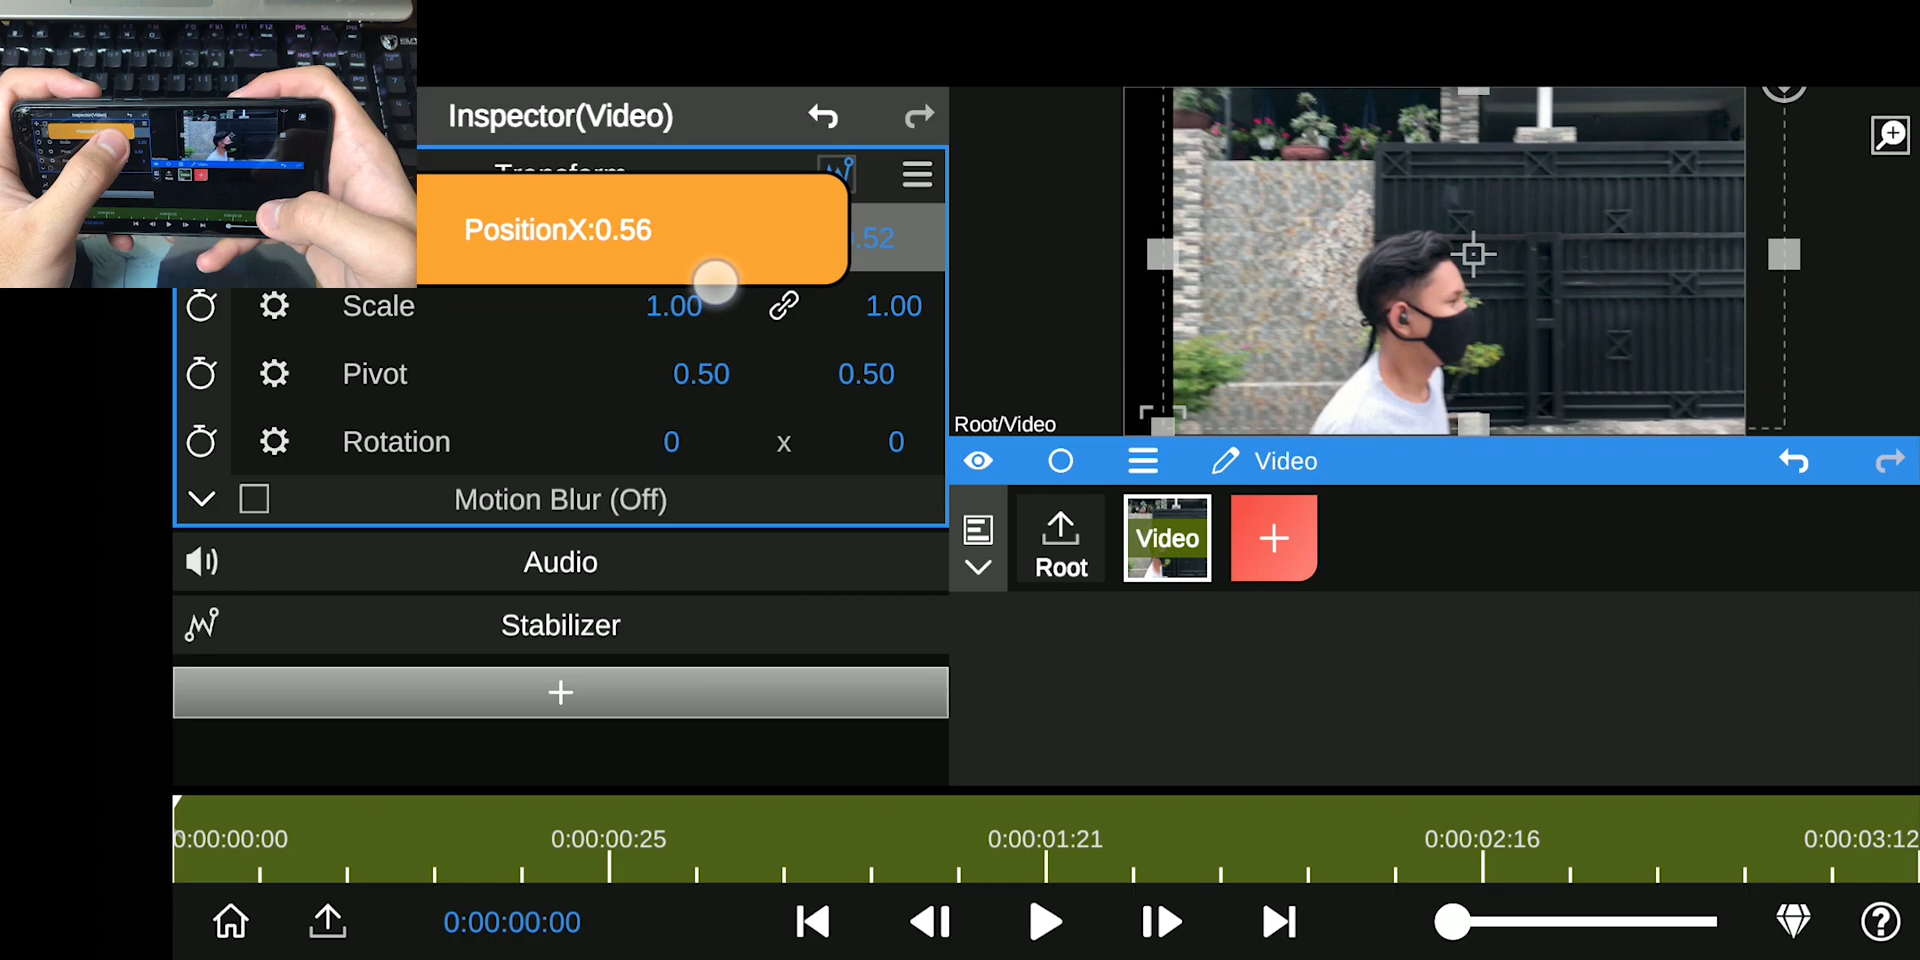 Inspector(Video)
Transform
PositionX:0.56
.52
Scale 1.00 1.00
Pivot 0.50 0.50
Rotation 0 x 0
Motion Blur (Off)
Audio
Stabilizer
+
Root/Video
Video
Root
Video
+
0:00:00:00 0:00:00:25 0:00:01:21 0:00:02:16 0:00:03:12
0:00:00:00
?